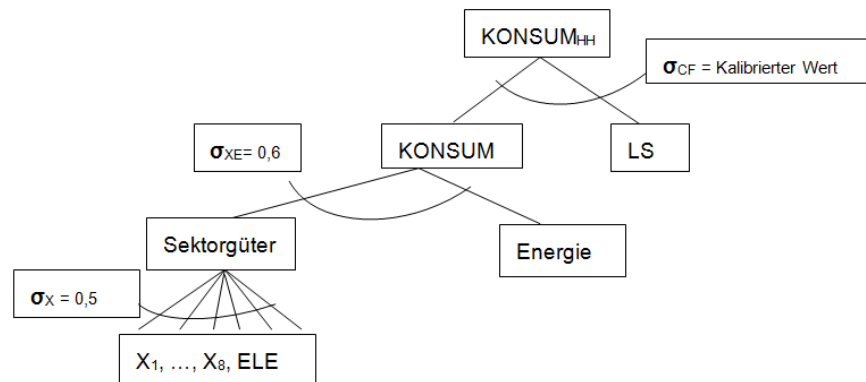 KONSUMHH
σCF = Kalibrierter Wert
σXE= 0,6
KONSUM
LS
Sektorgüter
Energie
σX = 0,5
X1, …, X8, ELE